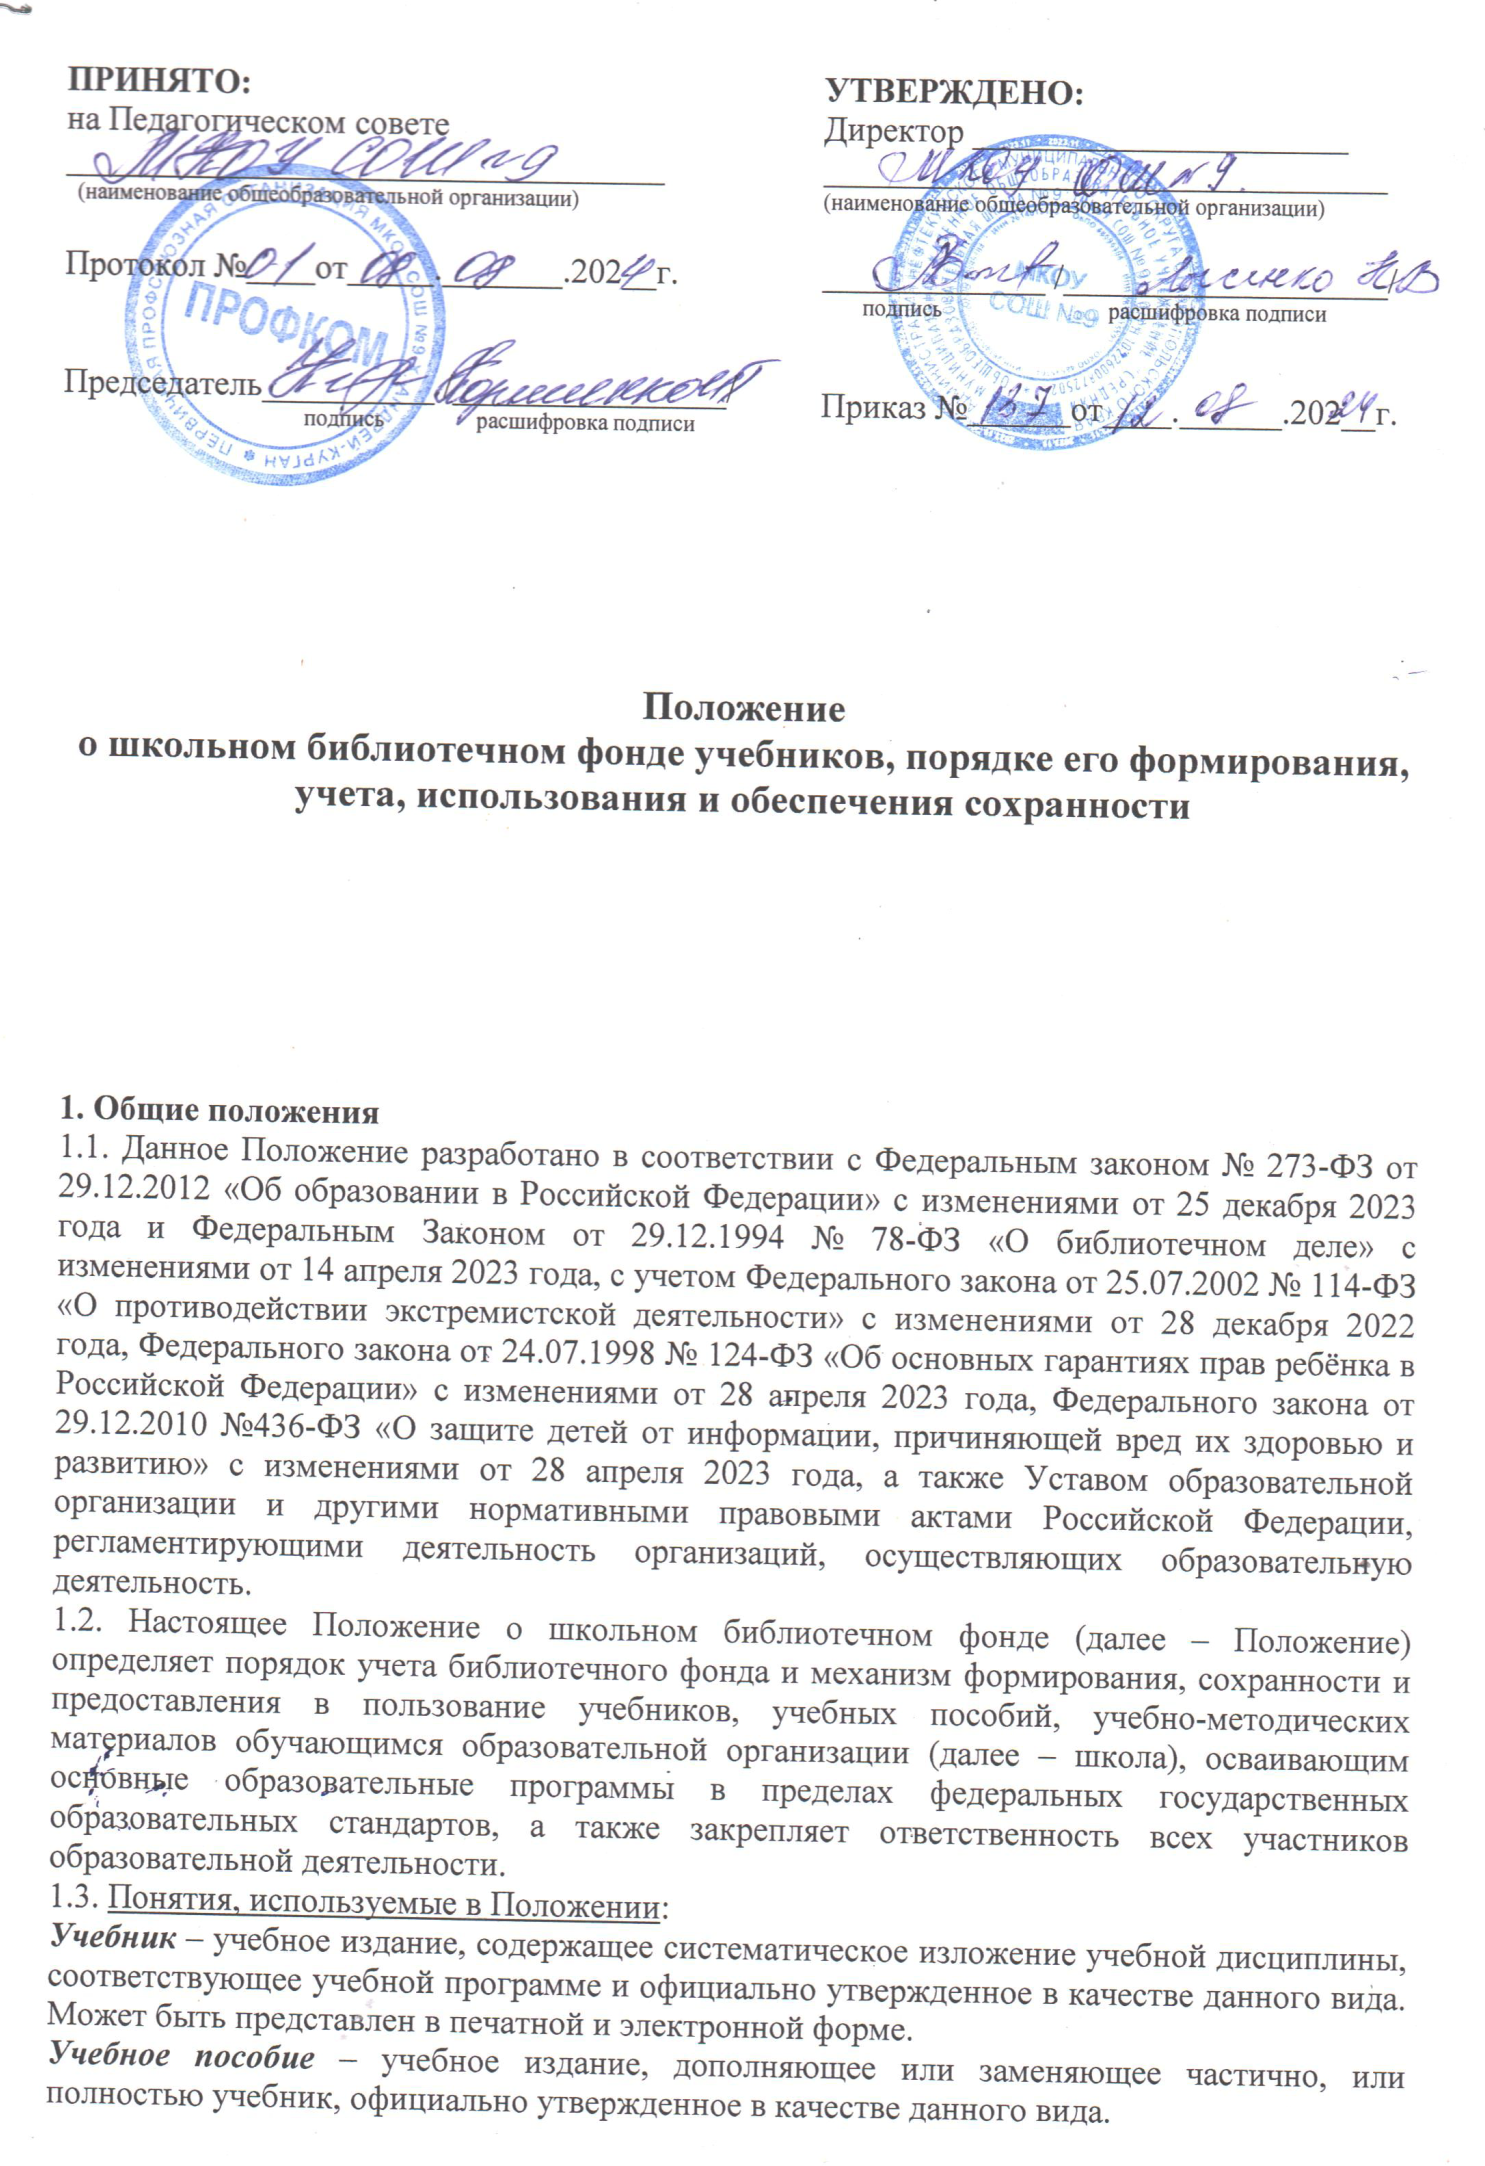 ПРИНЯТО:
на Педагогическом совете
МКОУ СОШ №9
(наименование общеобразовательной организации)
Протокол № 01 от 08.08.2024г.
Председатель
подпись расшифровка подписи
ПРОФКОМ
УТВЕРЖДЕНО:
Директор
МКОУ СОШ №9
(наименование общеобразовательной организации)
/ /
подпись расшифровка подписи
МКОУ
СОШ №9
Приказ № 137 от 12.08.2024г.
Положение
о школьном библиотечном фонде учебников, порядке его формирования,
учета, использования и обеспечения сохранности
1. Общие положения
1.1. Данное Положение разработано в соответствии с Федеральным законом № 273-ФЗ от
29.12.2012 «Об образовании в Российской Федерации» с изменениями от 25 декабря 2023
года и Федеральным Законом от 29.12.1994 № 78-ФЗ «О библиотечном деле» с
изменениями от 14 апреля 2023 года, с учетом Федерального закона от 25.07.2002 № 114-ФЗ
«О противодействии экстремистской деятельности» с изменениями от 28 декабря 2022
года, Федерального закона от 24.07.1998 № 124-ФЗ «Об основных гарантиях прав ребёнка в
Российской Федерации» с изменениями от 28 апреля 2023 года, Федерального закона от
29.12.2010 №436-ФЗ «О защите детей от информации, причиняющей вред их здоровью и
развитию» с изменениями от 28 апреля 2023 года, а также Уставом образовательной
организации и другими нормативными правовыми актами Российской Федерации,
регламентирующими деятельность организаций, осуществляющих образовательную
деятельность.
1.2. Настоящее Положение о школьном библиотечном фонде (далее – Положение)
определяет порядок учета библиотечного фонда и механизм формирования, сохранности и
предоставления в пользование учебников, учебных пособий, учебно-методических
материалов обучающимся образовательной организации (далее – школа), осваивающим
основные образовательные программы в пределах федеральных государственных
образовательных стандартов, а также закрепляет ответственность всех участников
образовательной деятельности.
1.3. Понятия, используемые в Положении:
Учебник – учебное издание, содержащее систематическое изложение учебной дисциплины,
соответствующее учебной программе и официально утвержденное в качестве данного вида.
Может быть представлен в печатной и электронной форме.
Учебное пособие – учебное издание, дополняющее или заменяющее частично, или
полностью учебник, официально утвержденное в качестве данного вида.